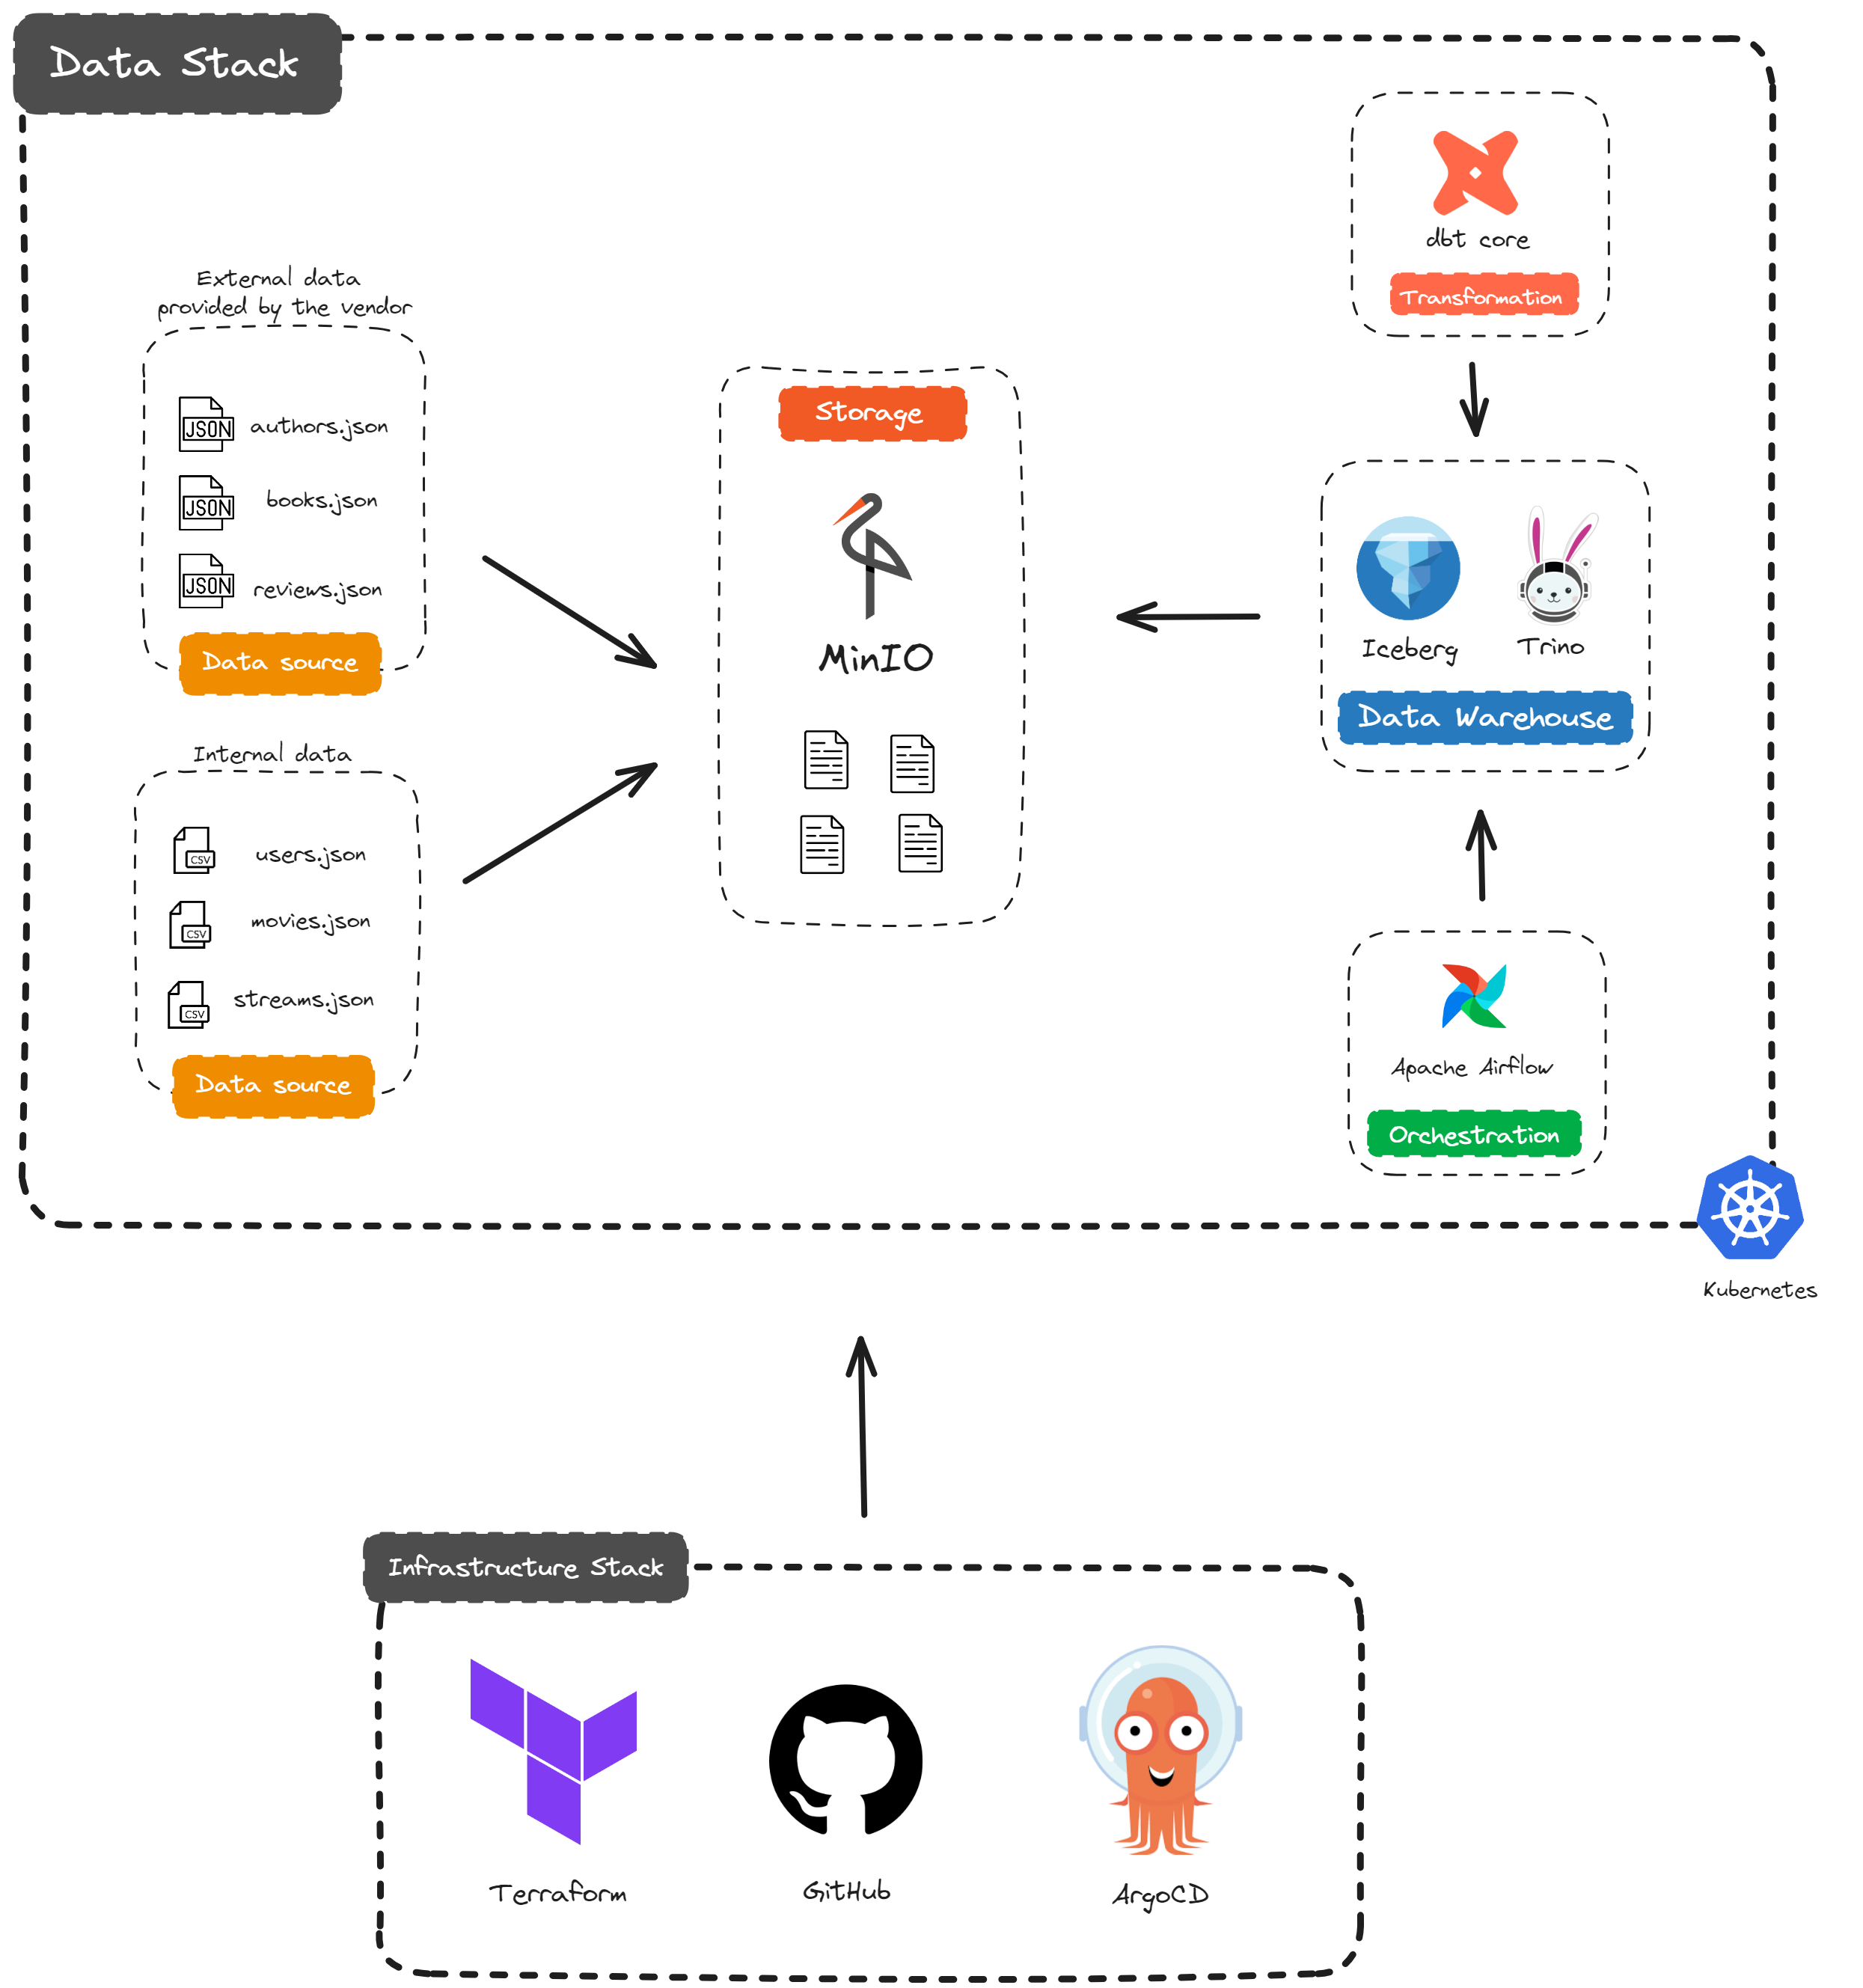 Data Stack
dbt core
Transformation
External data
provided by the vendor
JSON authors.json
JSON books.json
JSON reviews.json
Data source
Storage
MinIO
Iceberg
Trino
Data Warehouse
Internal data
CSV users.json
CSV movies.json
CSV streams.json
Data source
Apache Airflow
Orchestration
Kubernetes
Infrastructure Stack
Terraform
GitHub
ArgoCD